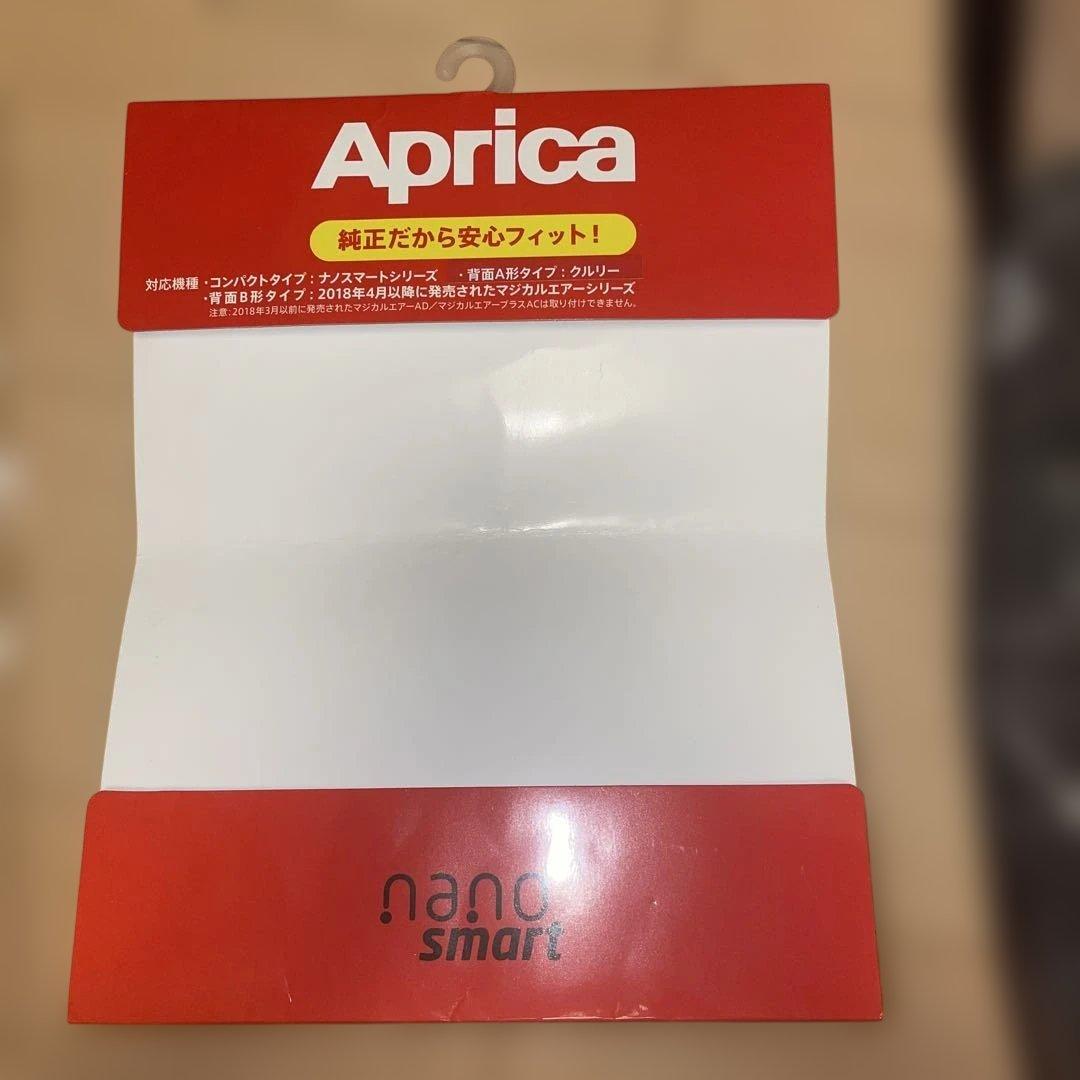 Aprica
純正だから安心フィット!
対応機種 ・コンパクトタイプ:ナノスマートシリーズ ・背面A形タイプ:クルリー
・背面B形タイプ:2018年4月以降に発売されたマジカルエアーシリーズ
注意:2018年3月以前に発売されたマジカルエアーAD/マジカルエアープラスACは取り付けできません。
nano
smart